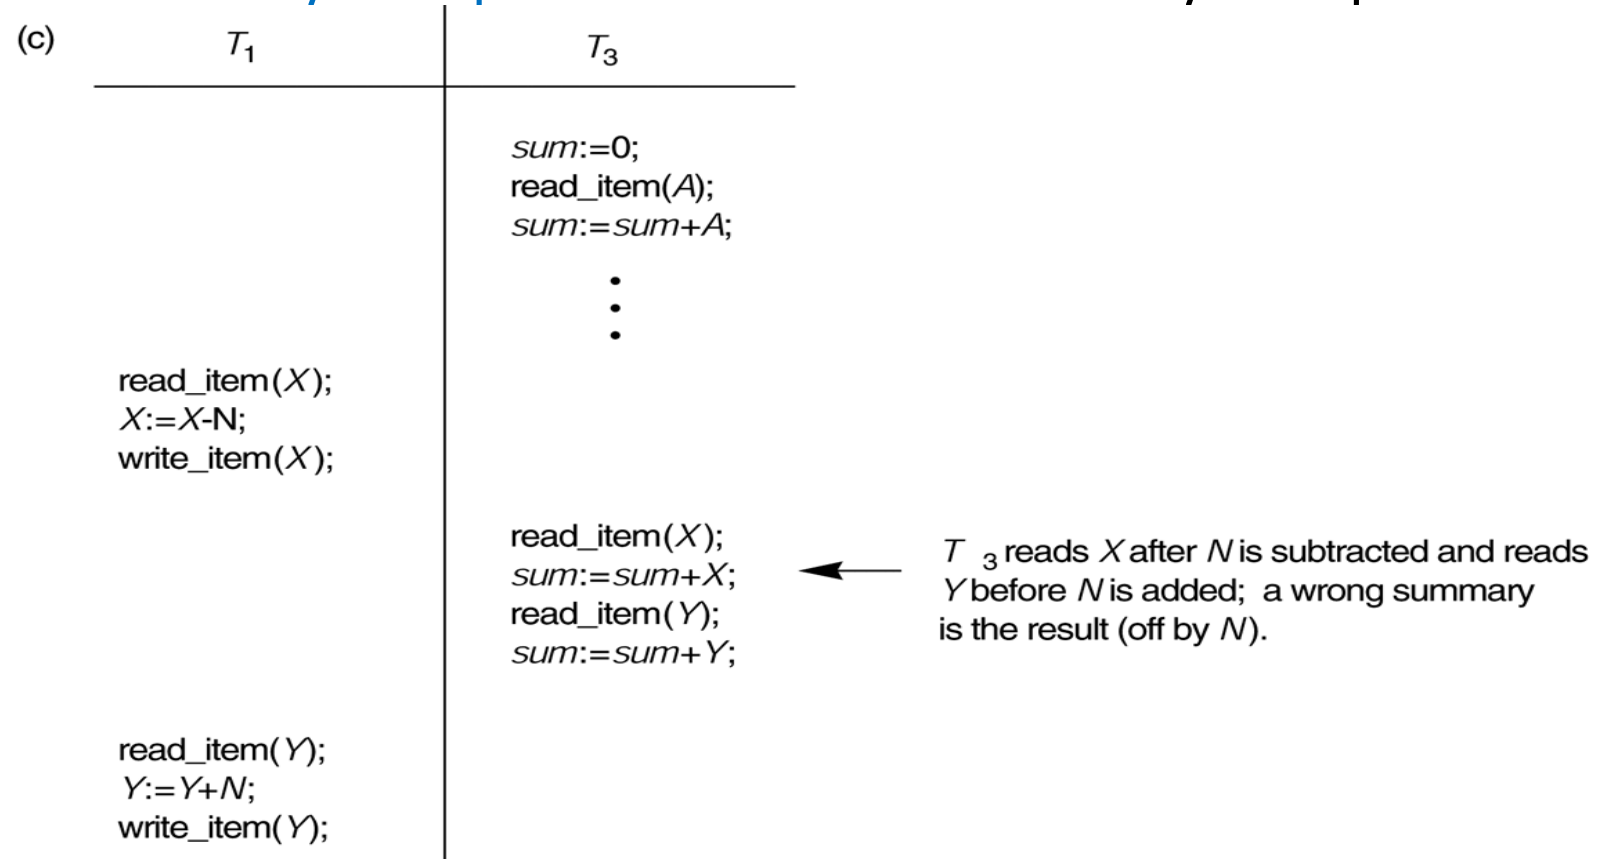 (c)
T1
T3
sum:=0;
read_item(A);
sum:=sum+A;
read_item(X);
X:=X-N;
write_item(X);
read_item(X);
sum:=sum+X;
read_item(Y);
sum:=sum+Y;
T 3 reads X after N is subtracted and reads
Y before N is added; a wrong summary
is the result (off by N).
read_item(Y);
Y:=Y+N;
write_item(Y);